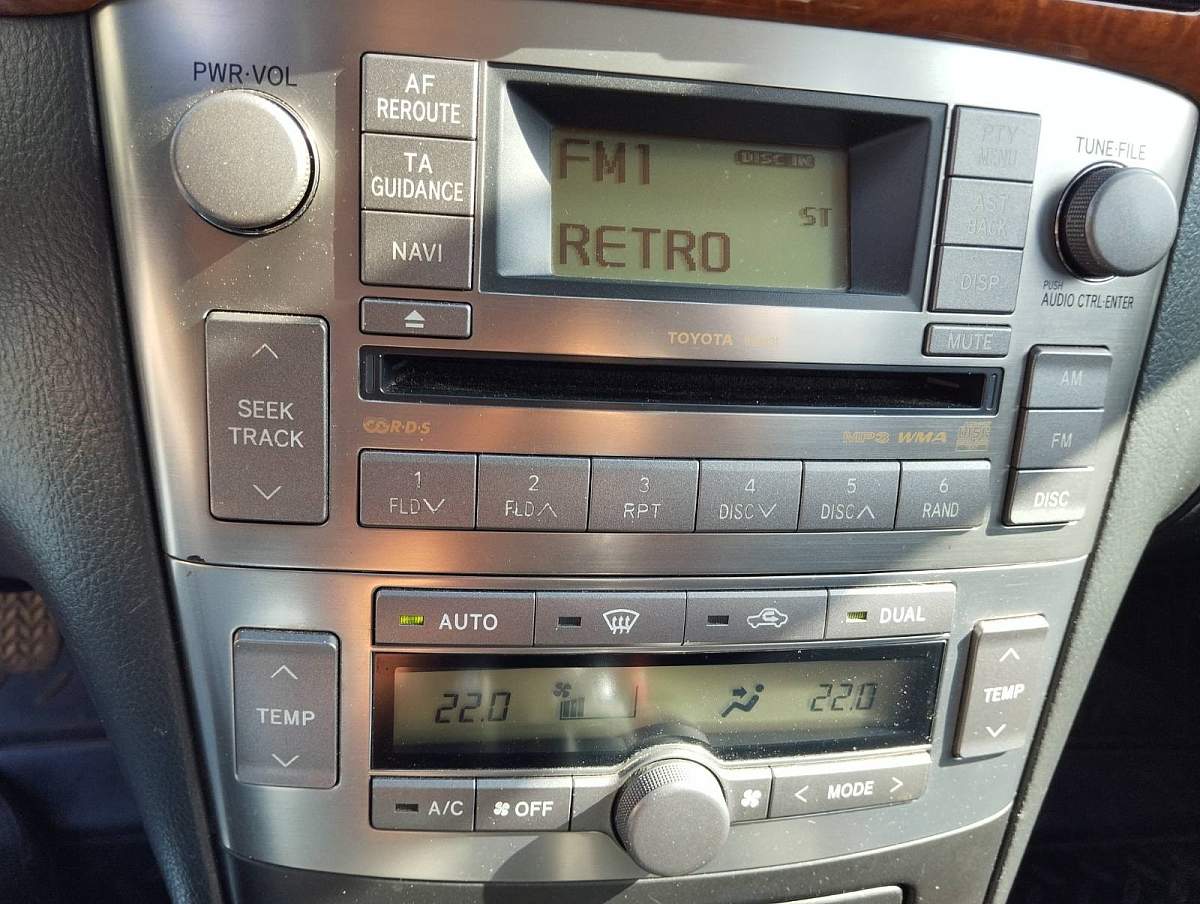 PWR·VOL
AF
REROUTE
TA
GUIDANCE
NAVI
FM1
DISC IN
ST
RETRO
PTY
MENU
AST
BACK
DISP
TUNE·FILE
PUSH
AUDIO CTRL·ENTER
TOYOTA
MUTE
SEEK
TRACK
R·D·S
MP3 WMA
AM
FM
DISC
1
FLD
2
FLD
3
RPT
4
DISC
5
DISC
6
RAND
AUTO
DUAL
TEMP
22.0
22.0
TEMP
A/C
OFF
< MODE >